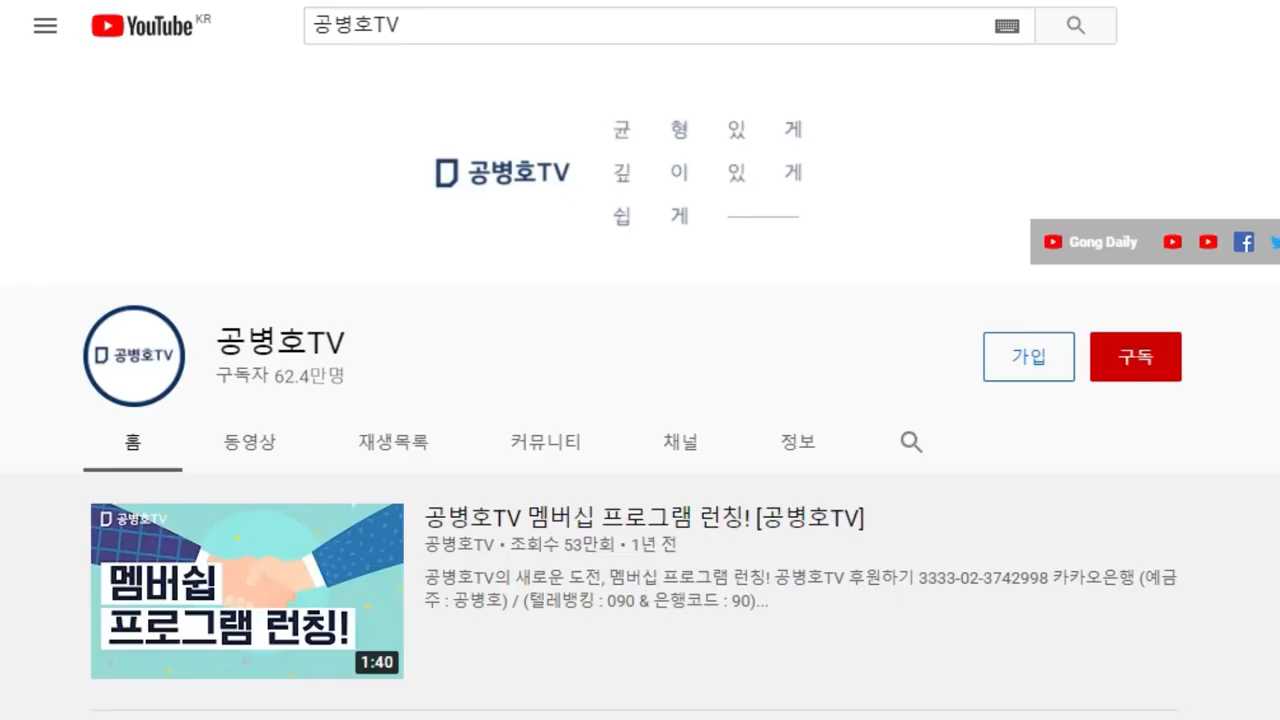 YouTube KR
공병호TV
균 형 있 게
공병호TV
깊 이 있 게
쉽 게
Gong Daily
공병호TV
공병호TV
구독자 62.4만명
가입
구독
홈
동영상
재생목록
커뮤니티
채널
정보
공병호TV
멤버쉽
프로그램 런칭!
1:40
공병호TV 멤버십 프로그램 런칭! [공병호TV]
공병호TV • 조회수 53만회 • 1년 전
공병호TV의 새로운 도전, 멤버십 프로그램 런칭! 공병호TV 후원하기 3333-02-3742998 카카오은행 (예금
주 : 공병호) / (텔레뱅킹 : 090 & 은행코드 : 90)...